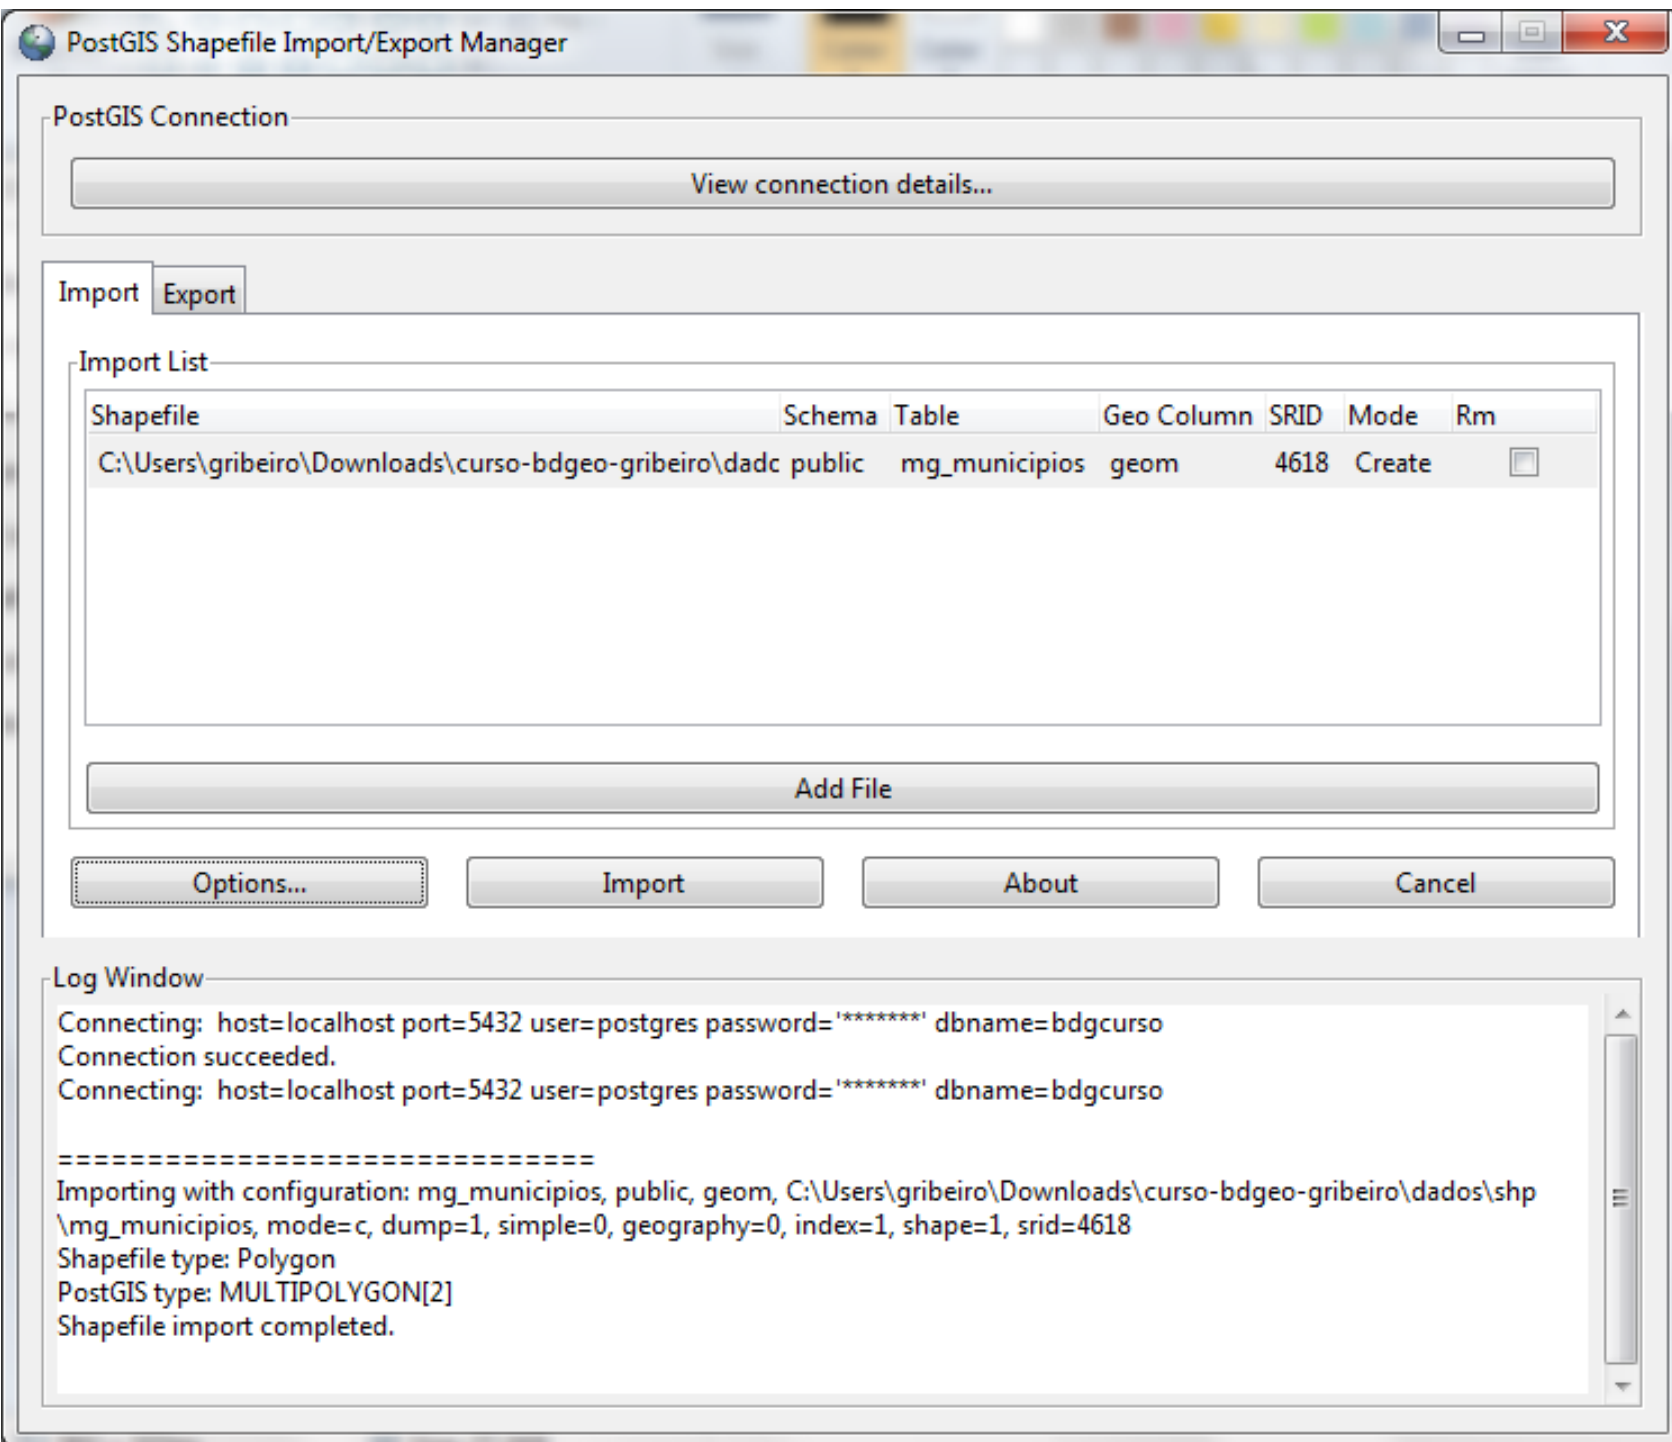 PostGIS Shapefile Import/Export Manager
PostGIS Connection
View connection details...
Import Export
Import List
Shapefile Schema Table Geo Column SRID Mode Rm
C:\Users\gribeiro\Downloads\curso-bdgeo-gribeiro\dadc public mg_municipios geom 4618 Create
Add File
Options... Import About Cancel
Log Window
Connecting: host=localhost port=5432 user=postgres password='*******' dbname=bdgcurso
Connection succeeded.
Connecting: host=localhost port=5432 user=postgres password='*******' dbname=bdgcurso
==============================
Importing with configuration: mg_municipios, public, geom, C:\Users\gribeiro\Downloads\curso-bdgeo-gribeiro\dados\shp
\mg_municipios, mode=c, dump=1, simple=0, geography=0, index=1, shape=1, srid=4618
Shapefile type: Polygon
PostGIS type: MULTIPOLYGON[2]
Shapefile import completed.